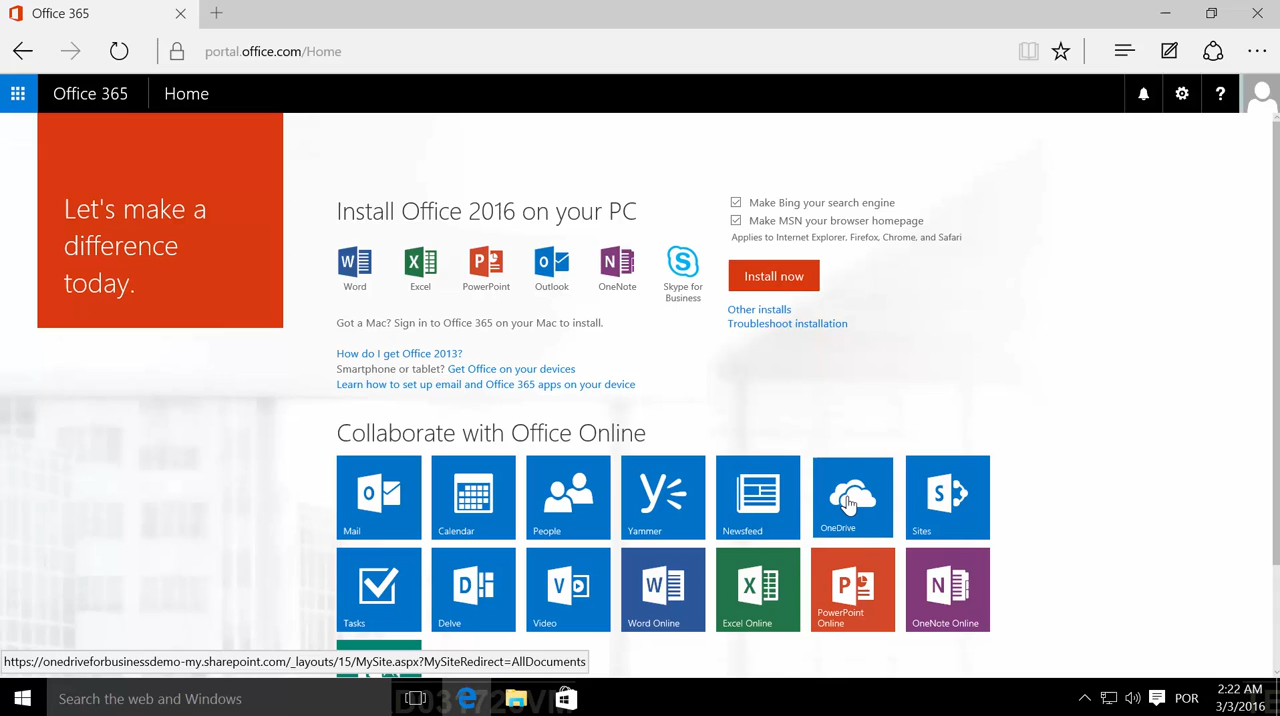 Office 365
portal.office.com/Home
Office 365
Home
?
Let's make a
difference
today.
Install Office 2016 on your PC
Word
Excel
PowerPoint
Outlook
OneNote
Skype for
Business
Got a Mac? Sign in to Office 365 on your Mac to install.
How do I get Office 2013?
Smartphone or tablet? Get Office on your devices
Learn how to set up email and Office 365 apps on your device
Make Bing your search engine
Make MSN your browser homepage
Applies to Internet Explorer, Firefox, Chrome, and Safari
Install now
Other installs
Troubleshoot installation
Collaborate with Office Online
Mail
Calendar
People
Yammer
Newsfeed
OneDrive
Sites
Tasks
Delve
Video
Word Online
Excel Online
PowerPoint
Online
OneNote Online
https://onedriveforbusinessdemo-my.sharepoint.com/_layouts/15/MySite.aspx?MySiteRedirect=AllDocuments
Search the web and Windows
POR
2:22 AM
3/3/2016